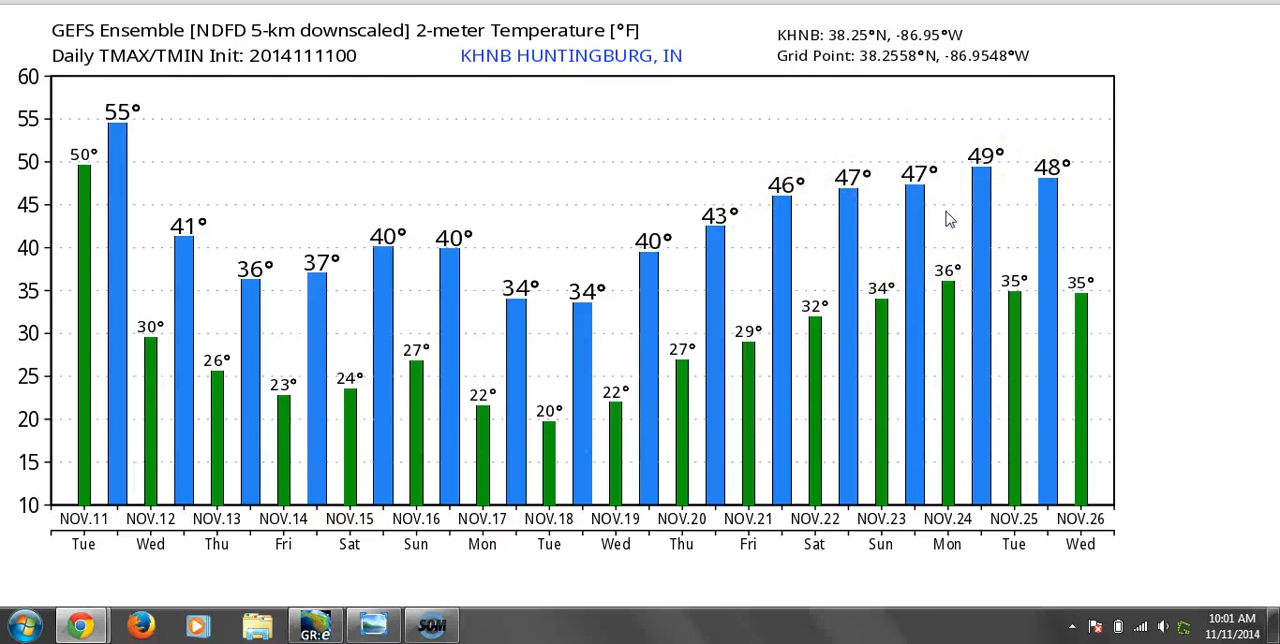 GEFS Ensemble [NDFD 5-km downscaled] 2-meter Temperature [°F]
KHNB: 38.25°N, -86.95°W
Daily TMAX/TMIN Init: 2014111100
KHNB HUNTINGBURG, IN
Grid Point: 38.2558°N, -86.9548°W
60
55
50
45
40
35
30
25
20
15
10
50° 55° 30° 41° 26° 36° 23° 37° 24° 40° 27° 40° 22° 34° 20° 34° 22° 40° 27° 43° 29° 46° 32° 47° 34° 47° 36° 49° 35° 48° 35°
NOV.11 NOV.12 NOV.13 NOV.14 NOV.15 NOV.16 NOV.17 NOV.18 NOV.19 NOV.20 NOV.21 NOV.22 NOV.23 NOV.24 NOV.25 NOV.26
Tue Wed Thu Fri Sat Sun Mon Tue Wed Thu Fri Sat Sun Mon Tue Wed
GR:e
SOM
10:01 AM
11/11/2014